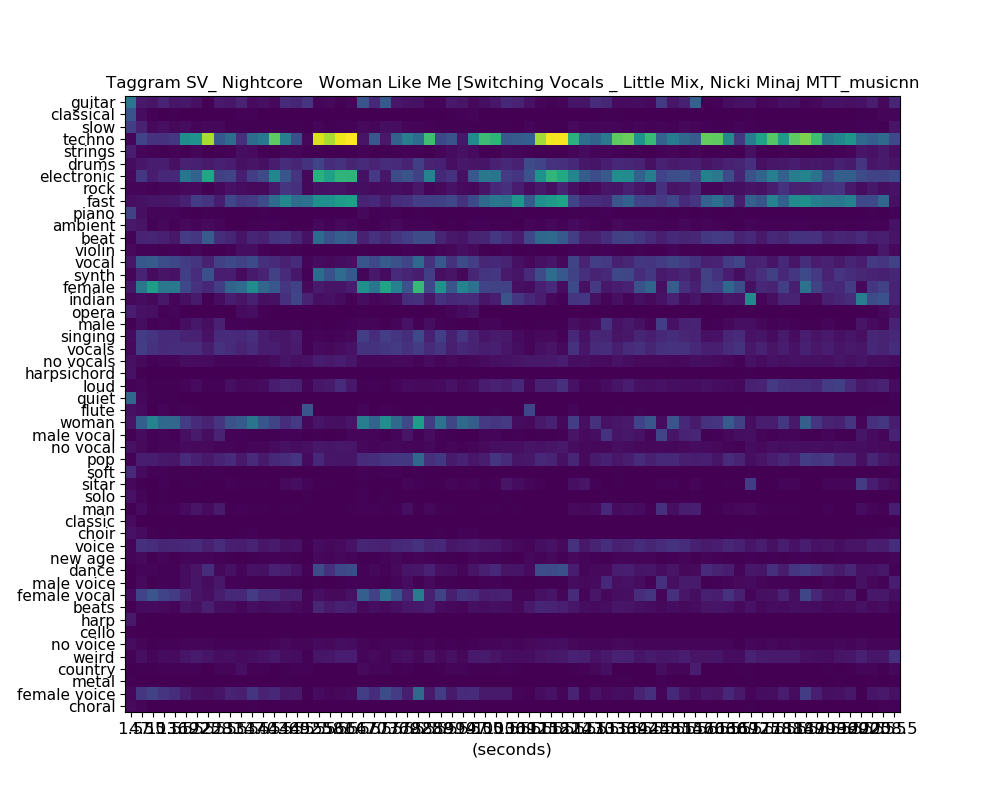 Taggram SV_ Nightcore   Woman Like Me [Switching Vocals _ Little Mix, Nicki Minaj MTT_musicnn
guitar
classical
slow
techno
strings
drums
electronic
rock
fast
piano
ambient
beat
violin
vocal
synth
female
indian
opera
male
singing
vocals
no vocals
harpsichord
loud
quiet
flute
woman
male vocal
no vocal
pop
soft
sitar
solo
man
classic
choir
voice
new age
dance
male voice
female vocal
beats
harp
cello
no voice
weird
country
metal
female voice
choral
(seconds)